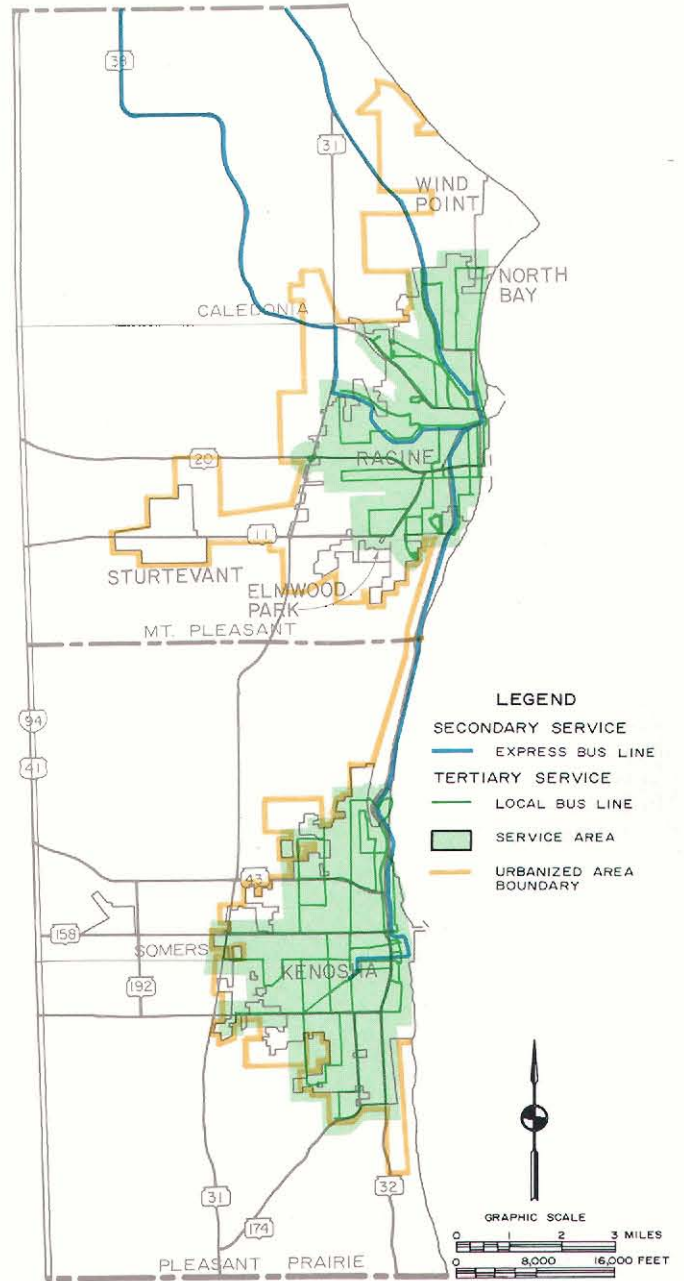 38
31
WIND
POINT
NORTH
BAY
CALEDONIA
RACINE
20
11
STURTEVANT
ELMWOOD
PARK
MT. PLEASANT
94
41
LEGEND
SECONDARY SERVICE
EXPRESS BUS LINE
TERTIARY SERVICE
LOCAL BUS LINE
SERVICE AREA
URBANIZED AREA
BOUNDARY
43
158
SOMERS
KENOSHA
192
31
32
174
PLEASANT PRAIRIE
GRAPHIC SCALE
0 1 2 3 MILES
0 8,000 16,000 FEET